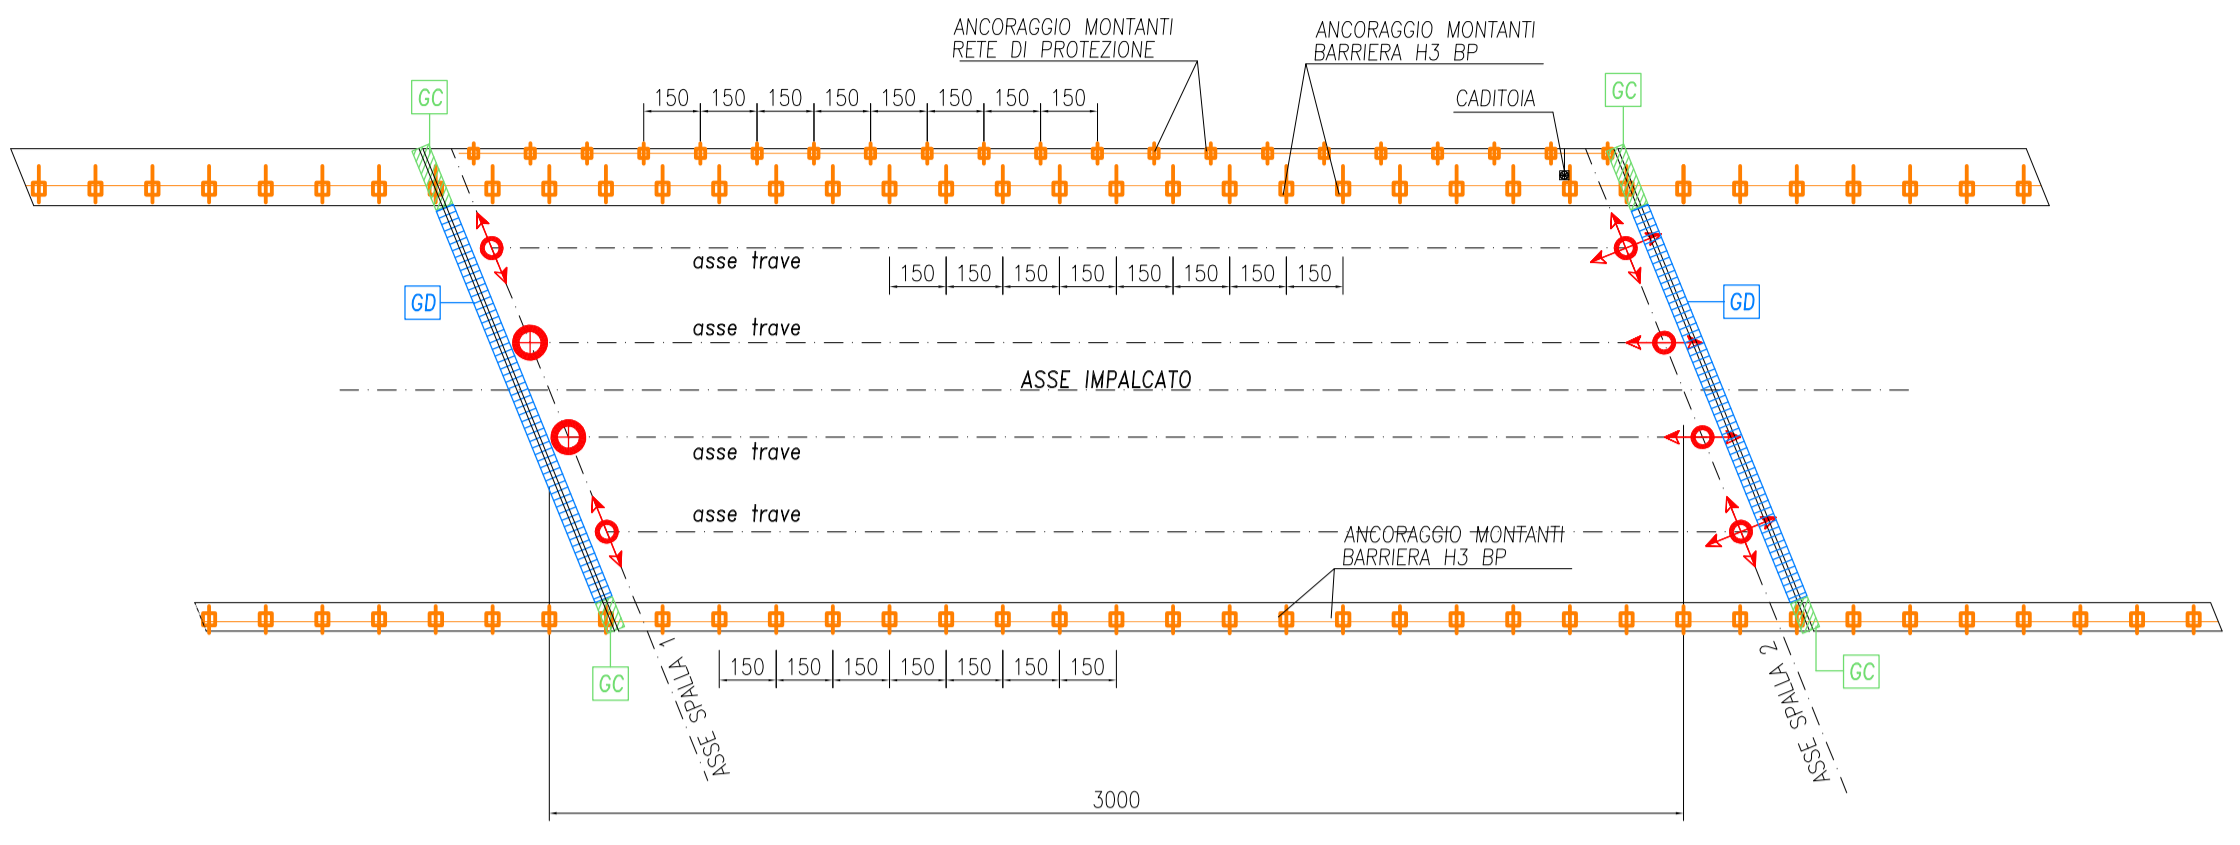 ANCORAGGIO MONTANTI
RETE DI PROTEZIONE
ANCORAGGIO MONTANTI
BARRIERA H3 BP
GC
GC
CADITOIA
150 150 150 150 150 150 150 150
asse trave
150 150 150 150 150 150 150 150
GD
GD
asse trave
ASSE IMPALCATO
asse trave
asse trave
ANCORAGGIO MONTANTI
BARRIERA H3 BP
150 150 150 150 150 150 150
GC
GC
ASSE SPALLA 1
ASSE SPALLA 2
3000